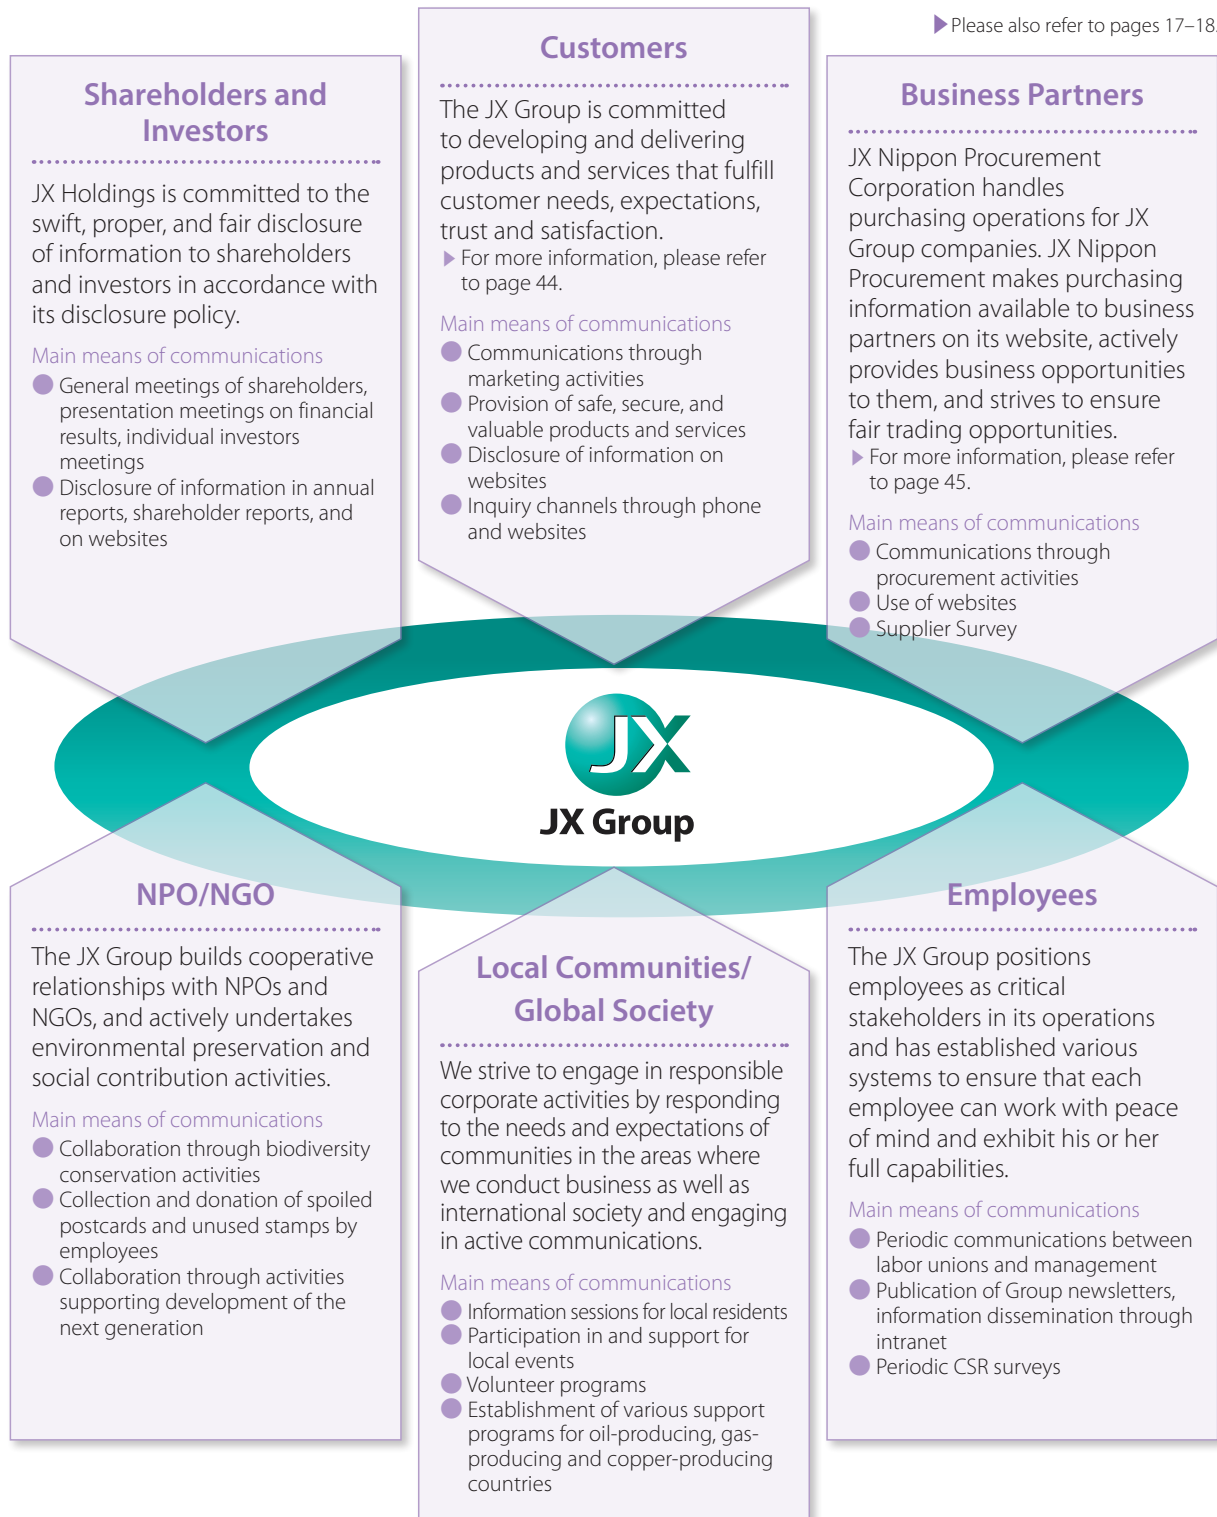 ▶Please also refer to pages 17–18.
Shareholders and
Investors
JX Holdings is committed to the
swift, proper, and fair disclosure
of information to shareholders
and investors in accordance with
its disclosure policy.
Main means of communications
● General meetings of shareholders,
presentation meetings on financial
results, individual investors
meetings
● Disclosure of information in annual
reports, shareholder reports, and
on websites
Customers
The JX Group is committed
to developing and delivering
products and services that fulfill
customer needs, expectations,
trust and satisfaction.
▶ For more information, please refer
to page 44.
Main means of communications
● Communications through
marketing activities
● Provision of safe, secure, and
valuable products and services
● Disclosure of information on
websites
● Inquiry channels through phone
and websites
Business Partners
JX Nippon Procurement
Corporation handles
purchasing operations for JX
Group companies. JX Nippon
Procurement makes purchasing
information available to business
partners on its website, actively
provides business opportunities
to them, and strives to ensure
fair trading opportunities.
▶ For more information, please refer
to page 45.
Main means of communications
● Communications through
procurement activities
● Use of websites
● Supplier Survey
JX
JX Group
NPO/NGO
The JX Group builds cooperative
relationships with NPOs and
NGOs, and actively undertakes
environmental preservation and
social contribution activities.
Main means of communications
● Collaboration through biodiversity
conservation activities
● Collection and donation of spoiled
postcards and unused stamps by
employees
● Collaboration through activities
supporting development of the
next generation
Local Communities/
Global Society
We strive to engage in responsible
corporate activities by responding
to the needs and expectations of
communities in the areas where
we conduct business as well as
international society and engaging
in active communications.
Main means of communications
● Information sessions for local residents
● Participation in and support for
local events
● Volunteer programs
● Establishment of various support
programs for oil-producing, gas-
producing and copper-producing
countries
Employees
The JX Group positions
employees as critical
stakeholders in its operations
and has established various
systems to ensure that each
employee can work with peace
of mind and exhibit his or her
full capabilities.
Main means of communications
● Periodic communications between
labor unions and management
● Publication of Group newsletters,
information dissemination through
intranet
● Periodic CSR surveys